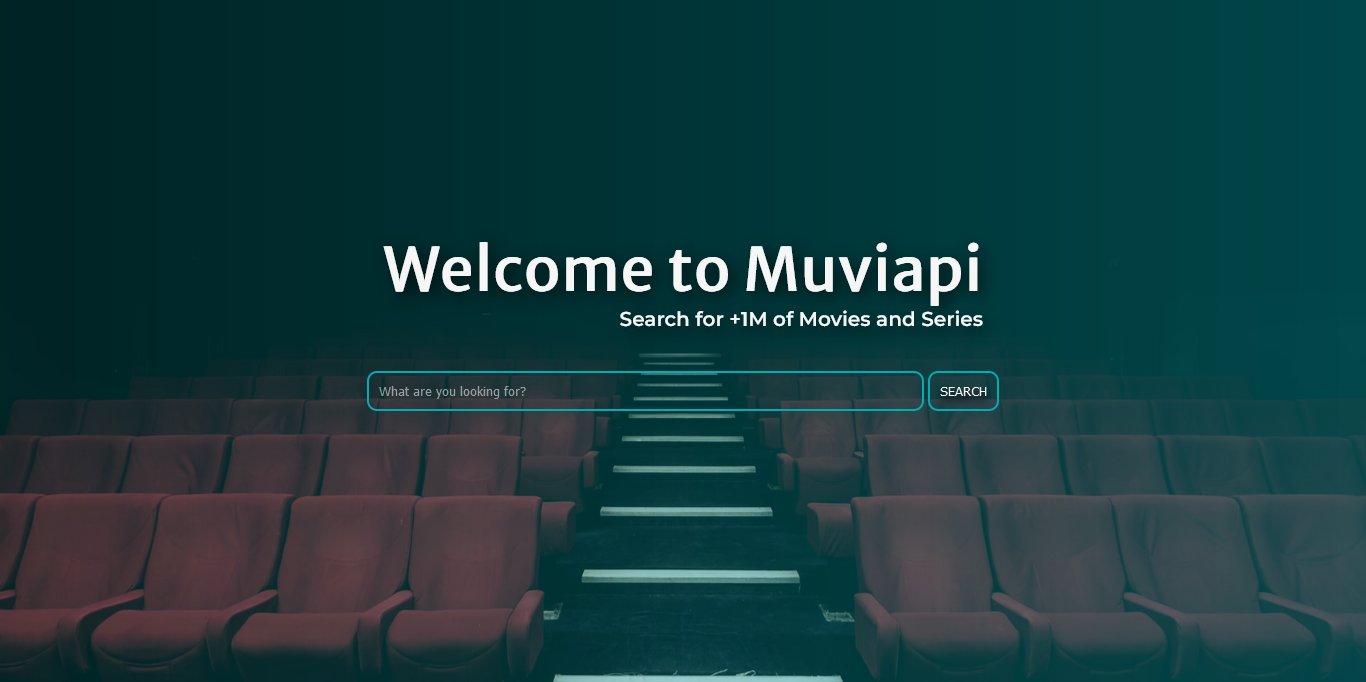 Welcome to Muviapi
Search for +1M of Movies and Series
What are you looking for?
SEARCH